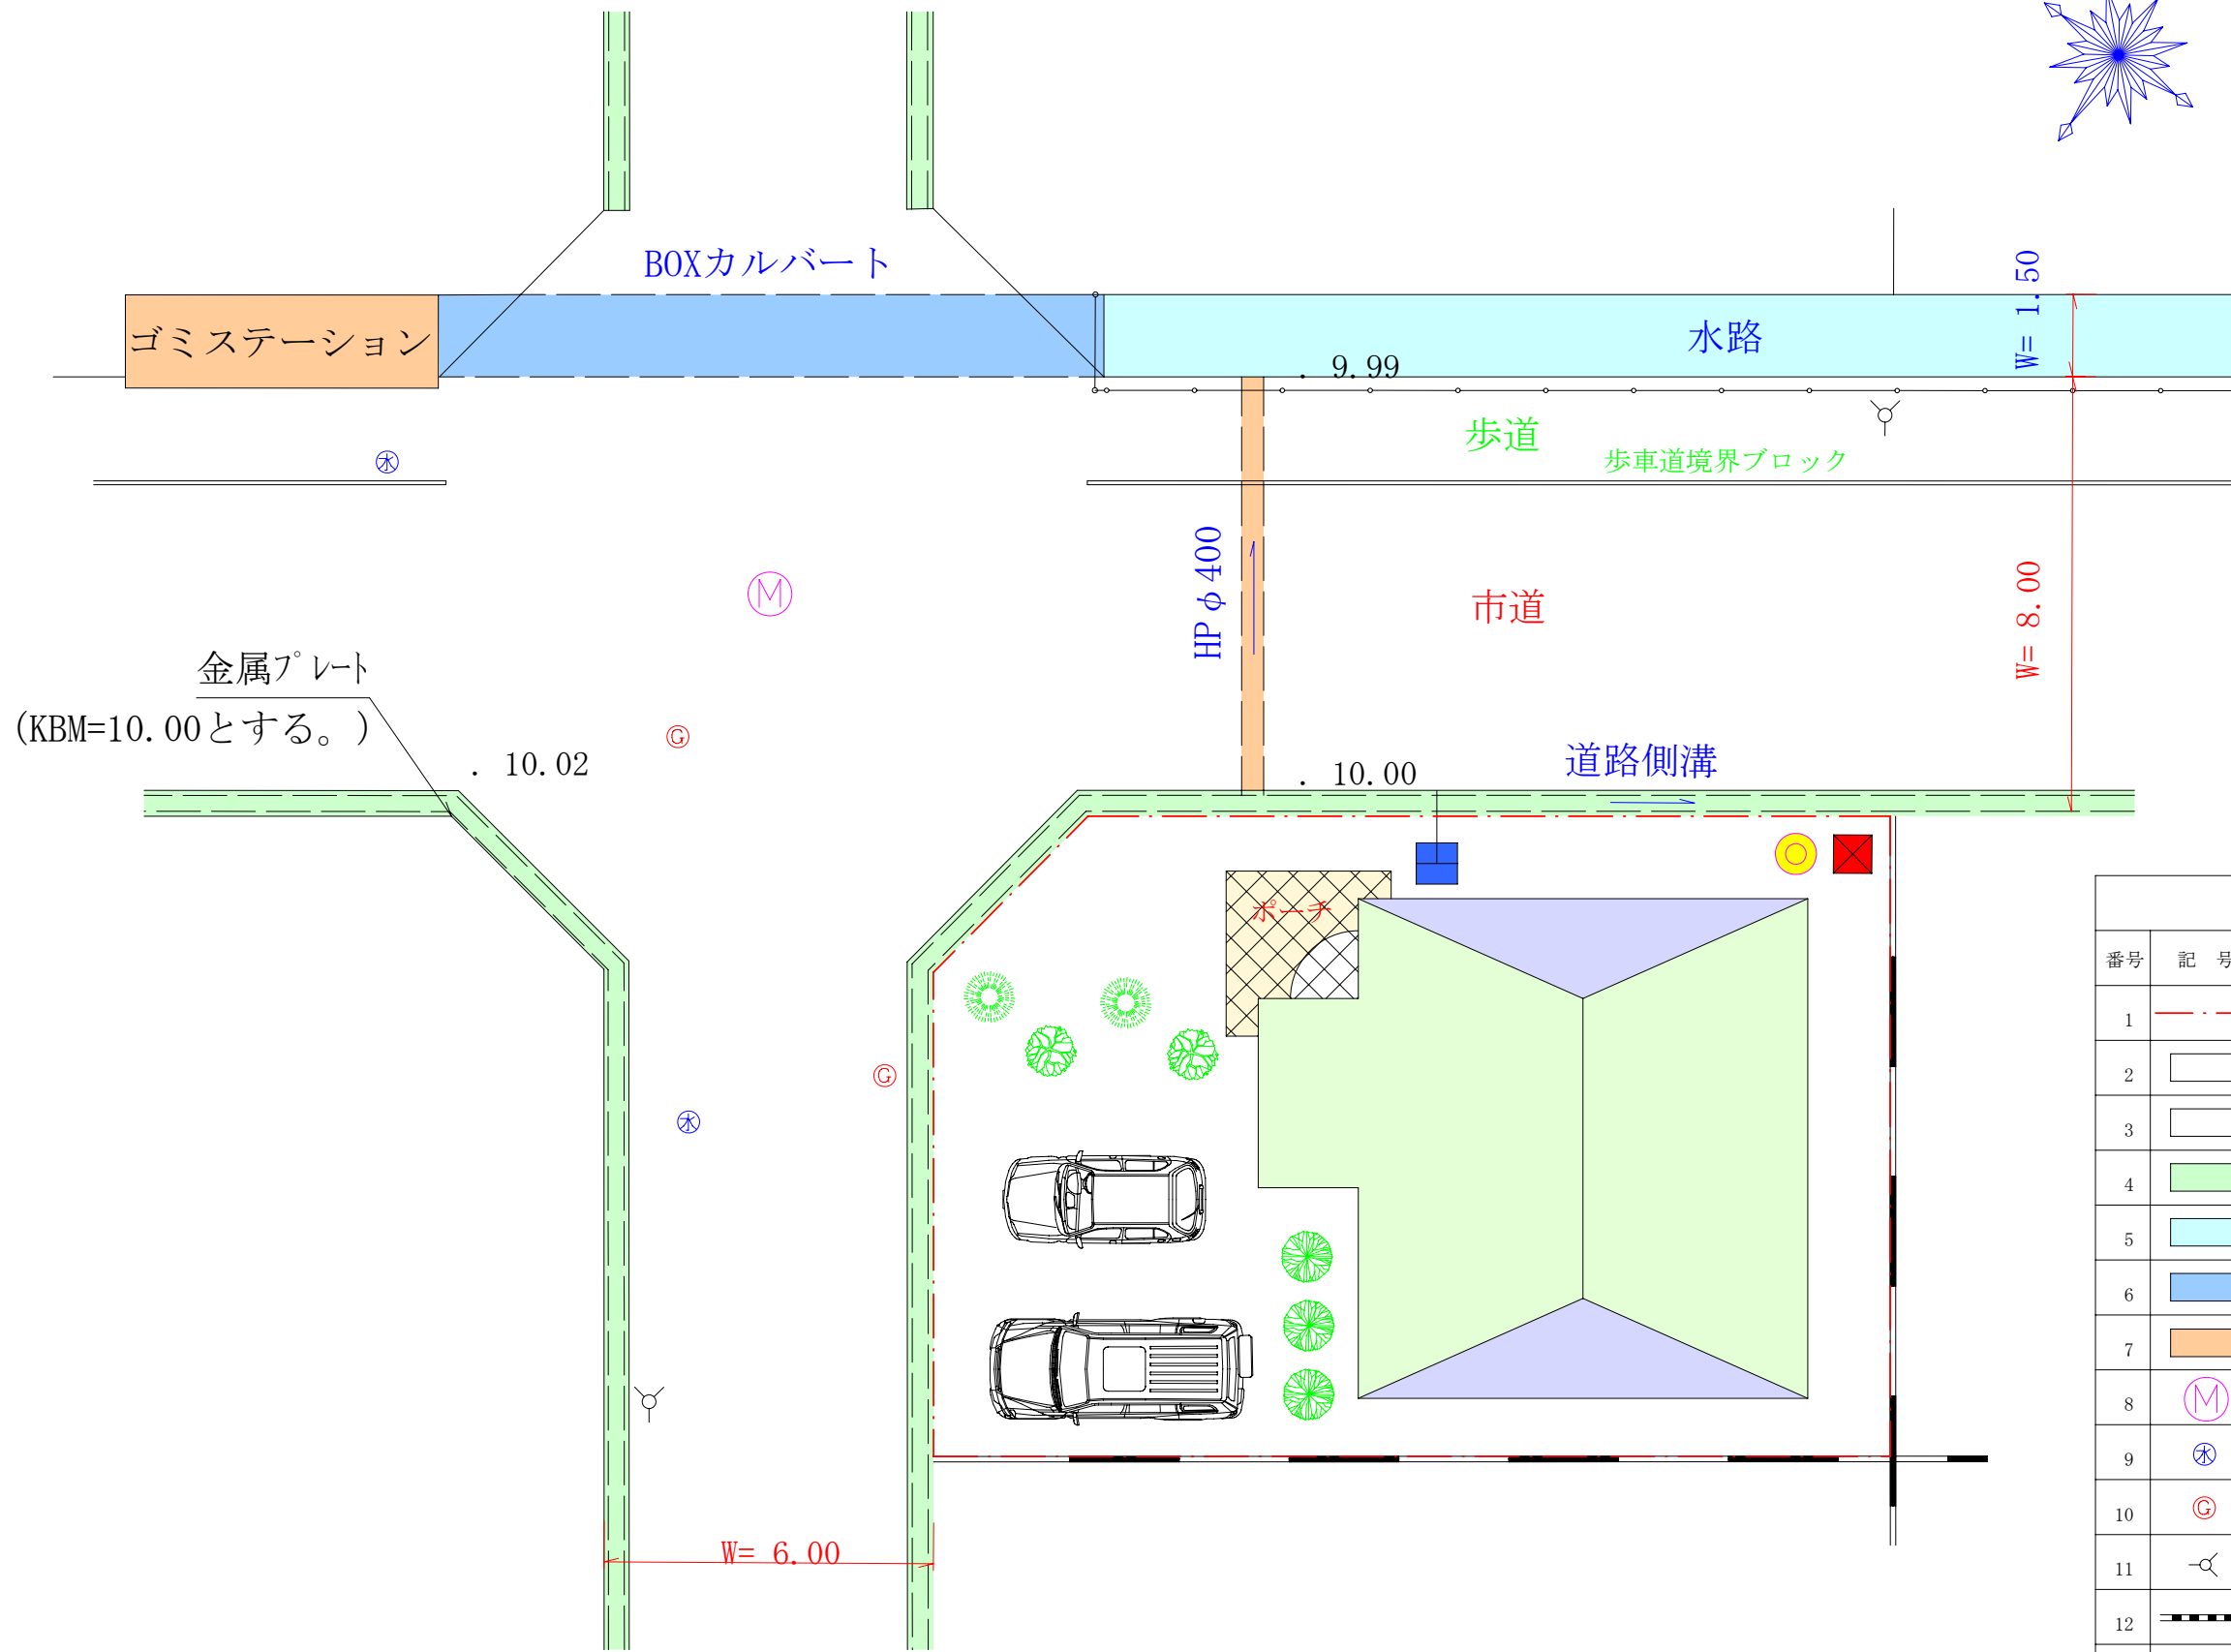 BOXカルバート
W= 1.50
ゴミステーション
水路
. 9.99
歩道
歩車道境界ブロック
水
HPφ400
M
市道
W= 8.00
金属プレート
(KBM=10.00とする。)
G
. 10.02
. 10.00
道路側溝
ポーチ
G
水
W= 6.00
番号 記 号
1
2
3
4
5
6
7
8 M
9 水
10 G
11
12